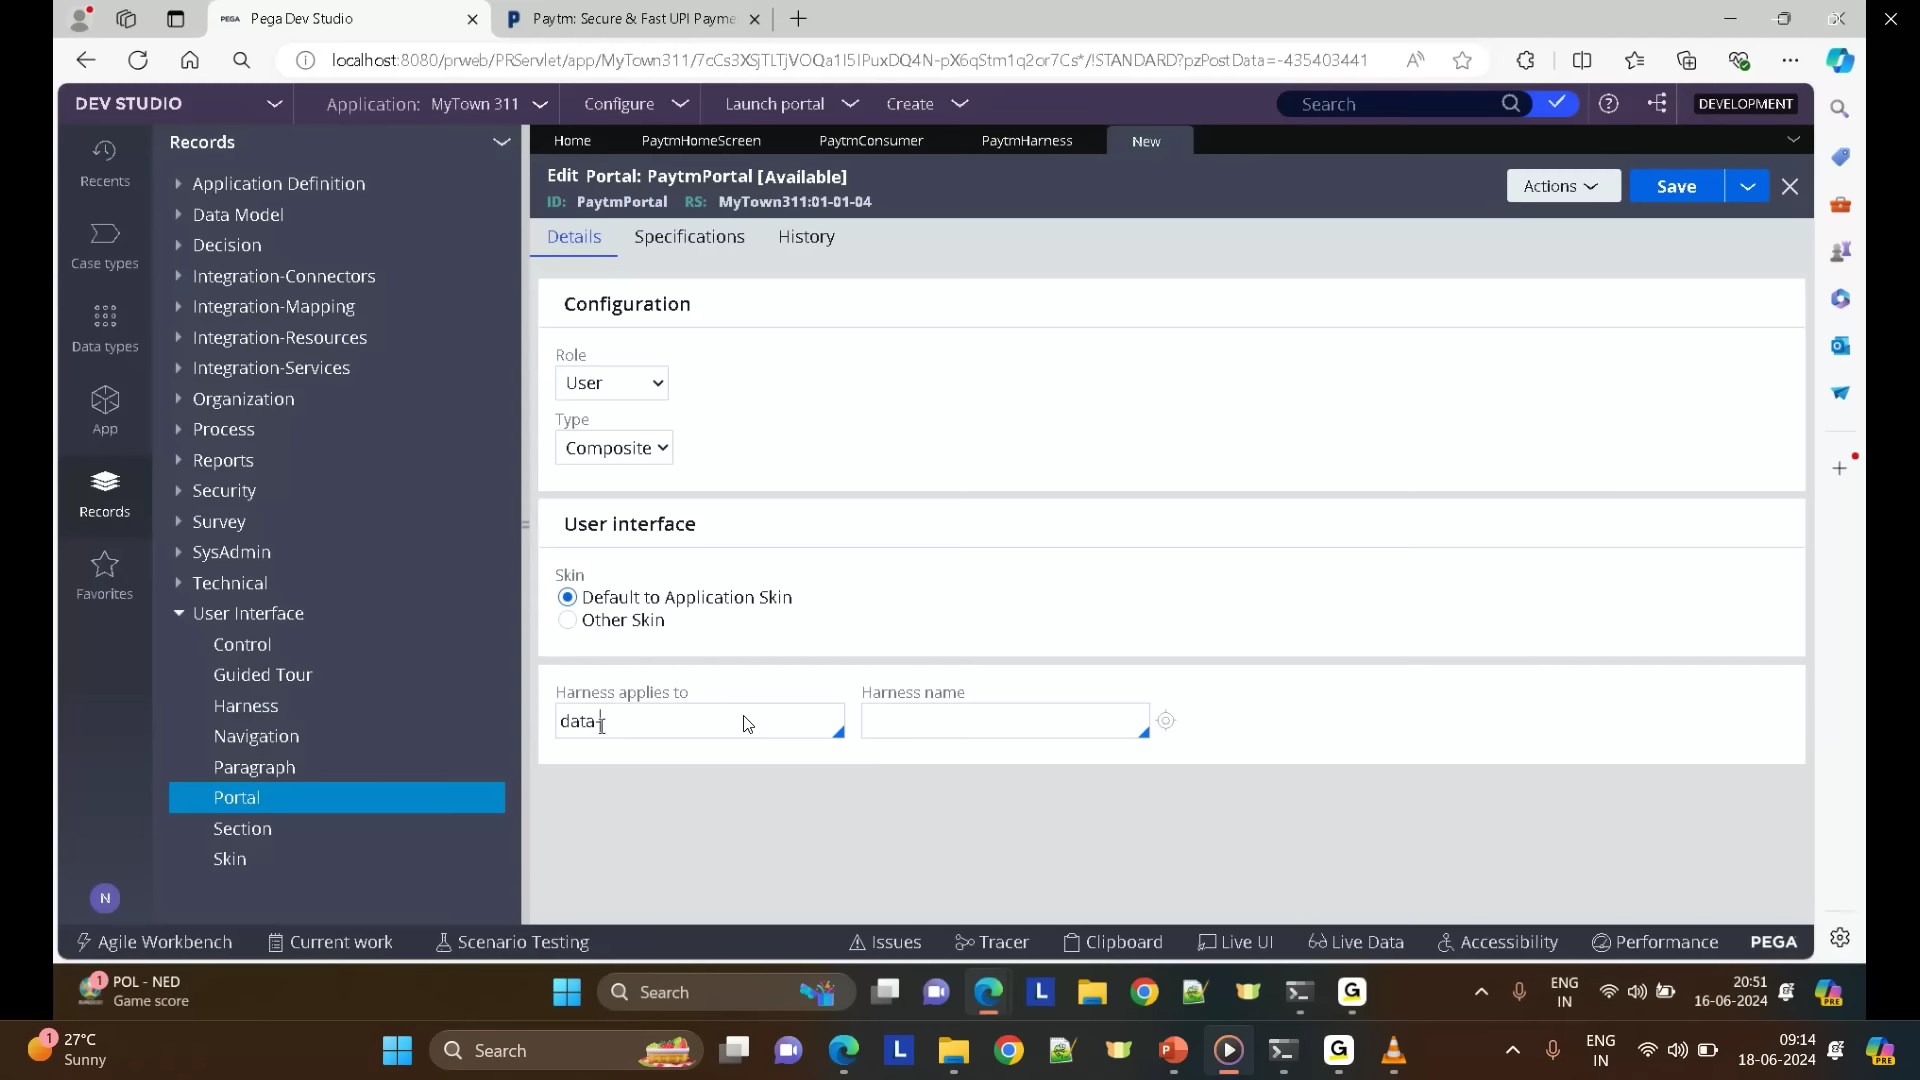 PEGA Pega Dev Studio
Paytm: Secure & Fast UPI Payme
localhost:8080/prweb/PRServlet/app/MyTown311/7cCs3XSJTLTJVOQa1I5IPuxDQ4N-pX6qStm1q2or7Cs*/!STANDARD?pzPostData=-435403441
DEV STUDIO
Application: MyTown 311
Configure
Launch portal
Create
Search
DEVELOPMENT
Recents
Case types
Data types
App
Records
Favorites
N
Records
Application Definition
Data Model
Decision
Integration-Connectors
Integration-Mapping
Integration-Resources
Integration-Services
Organization
Process
Reports
Security
Survey
SysAdmin
Technical
User Interface
Control
Guided Tour
Harness
Navigation
Paragraph
Portal
Section
Skin
Home PaytmHomeScreen PaytmConsumer PaytmHarness New
Edit Portal: PaytmPortal [Available]
ID: PaytmPortal RS: MyTown311:01-01-04
Actions
Save
Details Specifications History
Configuration
Role
User
Type
Composite
User interface
Skin
Default to Application Skin
Other Skin
Harness applies to Harness name
data-
Agile Workbench Current work Scenario Testing Issues Tracer Clipboard Live UI Live Data Accessibility Performance PEGA
1 POL - NED
Game score
Search
ENG
IN
20:51
16-06-2024
PRE
1 27°C
Sunny
Search
ENG
IN
09:14
18-06-2024
PRE